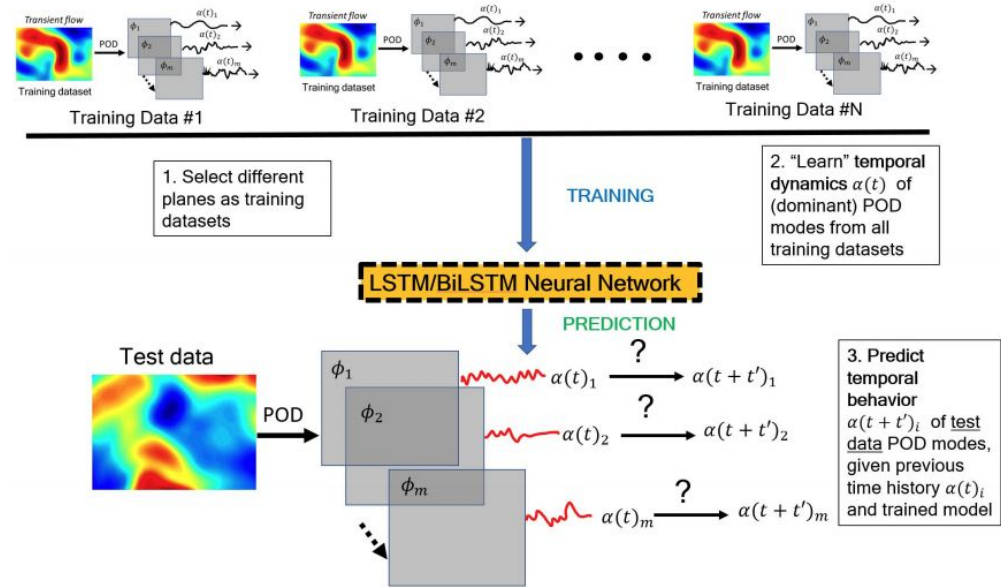 Transient flow
POD
Training dataset
ϕ₁
ϕ₂
ϕₘ
α(t)₁
α(t)₂
α(t)ₘ
Training Data #1
Transient flow
POD
Training dataset
ϕ₁
ϕ₂
ϕₘ
α(t)₁
α(t)₂
α(t)ₘ
Training Data #2
Transient flow
POD
Training dataset
ϕ₁
ϕ₂
ϕₘ
α(t)₁
α(t)₂
α(t)ₘ
Training Data #N
1. Select different
planes as training
datasets
TRAINING
2. “Learn” temporal
dynamics α(t) of
(dominant) POD
modes from all
training datasets
LSTM/BiLSTM Neural Network
PREDICTION
Test data
POD
ϕ₁
ϕ₂
ϕₘ
α(t)₁ ? α(t + t′)₁
α(t)₂ ? α(t + t′)₂
α(t)ₘ ? α(t + t′)ₘ
3. Predict
temporal
behavior
α(t + t′)ᵢ of test
data POD modes,
given previous
time history α(t)ᵢ
and trained model